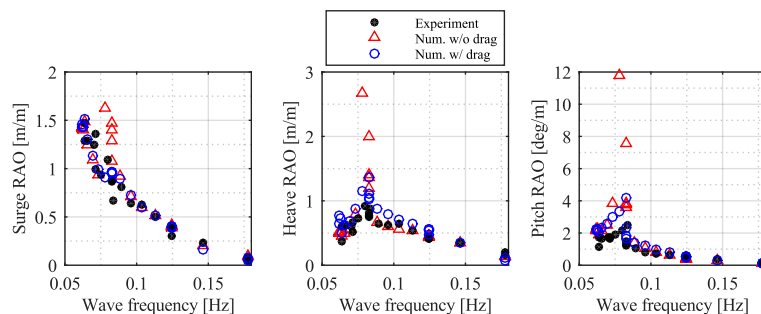 Experiment
Num. w/o drag
Num. w/ drag
Surge RAO [m/m]
2
1.5
1
0.5
0
0.05 0.1 0.15
Wave frequency [Hz]
Heave RAO [m/m]
3
2
1
0
0.05 0.1 0.15
Wave frequency [Hz]
Pitch RAO [deg/m]
12
10
8
6
4
2
0
0.05 0.1 0.15
Wave frequency [Hz]